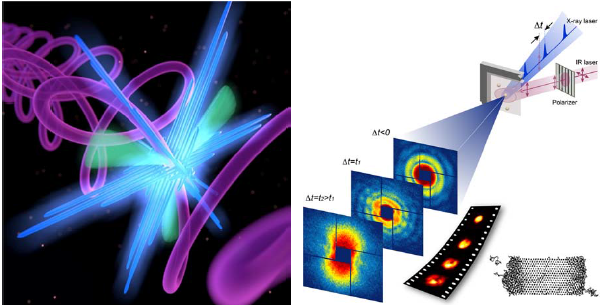 Δt
X-ray laser
IR laser
Polarizer
Δt<0
Δt=t₁
Δt=t₂>t₁